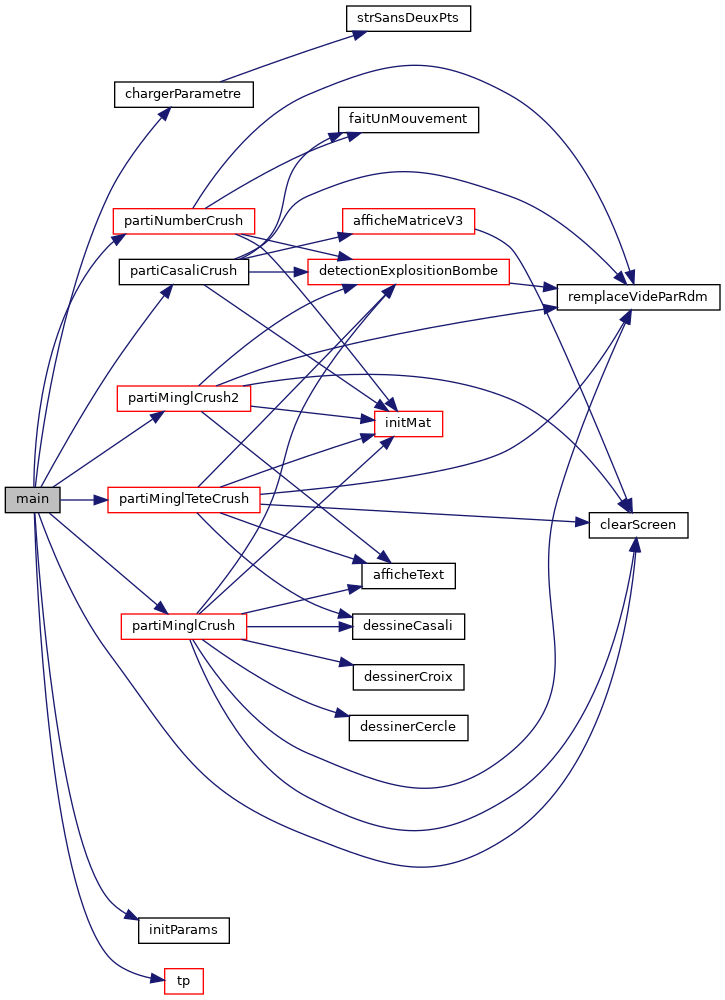 strSansDeuxPts
chargerParametre
faitUnMouvement
partiNumberCrush
afficheMatriceV3
partiCasaliCrush
detectionExplositionBombe
remplaceVideParRdm
partiMinglCrush2
initMat
main
partiMinglTeteCrush
clearScreen
afficheText
partiMinglCrush
dessineCasali
dessinerCroix
dessinerCercle
initParams
tp